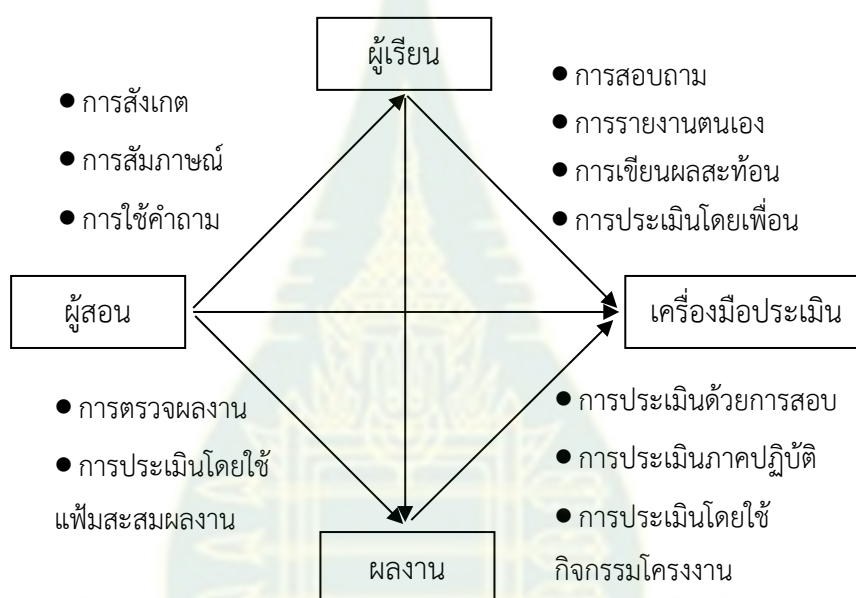 ผู้เรียน
● การสังเกต
● การสัมภาษณ์
● การใช้คำถาม
● การสอบถาม
● การรายงานตนเอง
● การเขียนผลสะท้อน
● การประเมินโดยเพื่อน
ผู้สอน
เครื่องมือประเมิน
● การตรวจผลงาน
● การประเมินโดยใช้
แฟ้มสะสมผลงาน
● การประเมินด้วยการสอบ
● การประเมินภาคปฏิบัติ
● การประเมินโดยใช้
กิจกรรมโครงงาน
ผลงาน